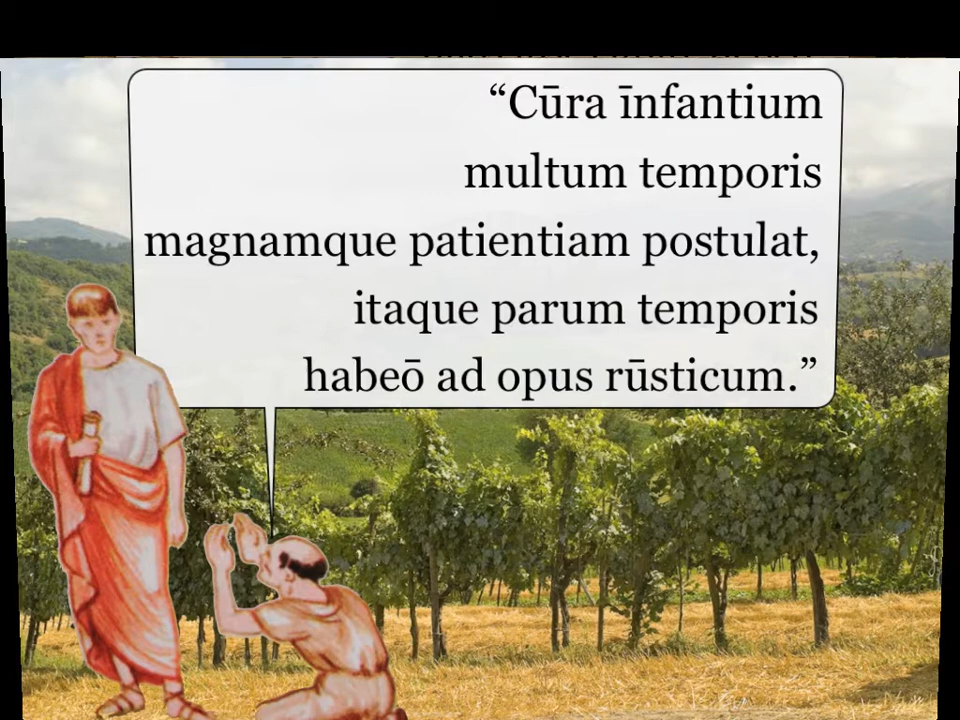 “Cūra īnfantium
multum temporis
magnamque patientiam postulat,
itaque parum temporis
habeō ad opus rūsticum.”